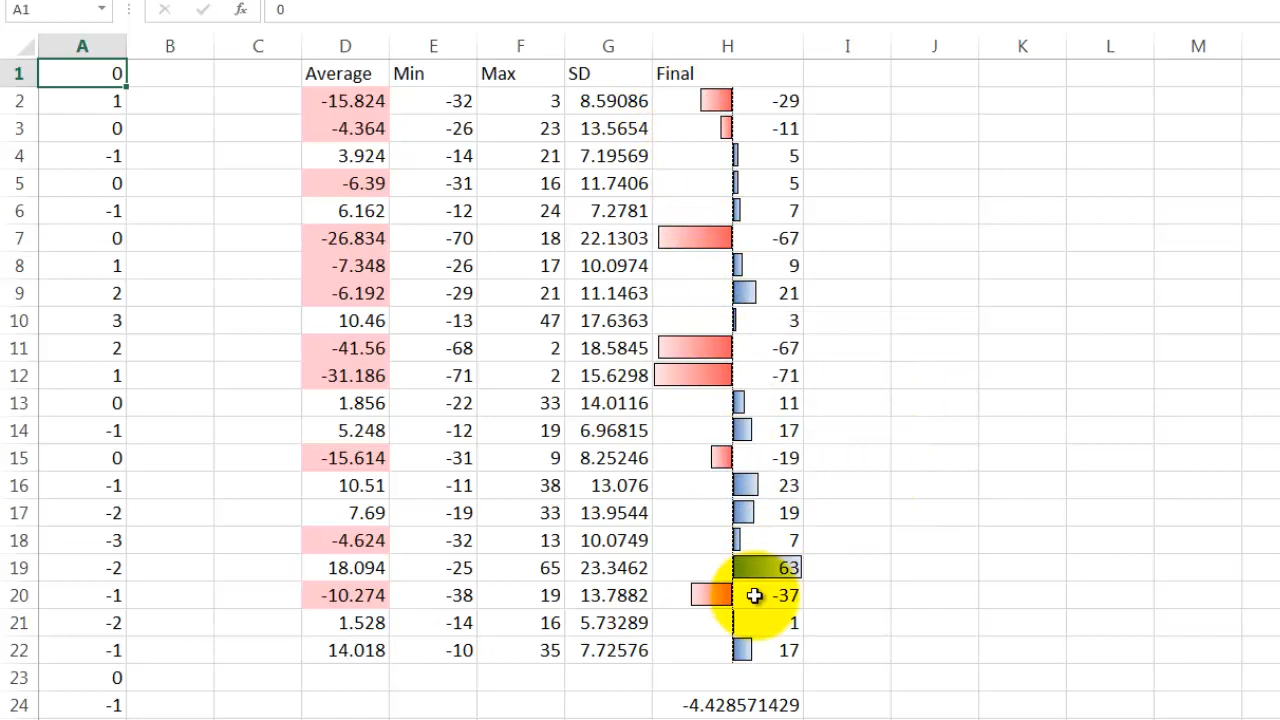 A1 fx 0
A B C D E F G H I J K L M
1 0 Average Min Max SD Final
2 1 -15.824 -32 3 8.59086 -29
3 0 -4.364 -26 23 13.5654 -11
4 -1 3.924 -14 21 7.19569 5
5 0 -6.39 -31 16 11.7406 5
6 -1 6.162 -12 24 7.2781 7
7 0 -26.834 -70 18 22.1303 -67
8 1 -7.348 -26 17 10.0974 9
9 2 -6.192 -29 21 11.1463 21
10 3 10.46 -13 47 17.6363 3
11 2 -41.56 -68 2 18.5845 -67
12 1 -31.186 -71 2 15.6298 -71
13 0 1.856 -22 33 14.0116 11
14 -1 5.248 -12 19 6.96815 17
15 0 -15.614 -31 9 8.25246 -19
16 -1 10.51 -11 38 13.076 23
17 -2 7.69 -19 33 13.9544 19
18 -3 -4.624 -32 13 10.0749 7
19 -2 18.094 -25 65 23.3462 63
20 -1 -10.274 -38 19 13.7882 -37
21 -2 1.528 -14 16 5.73289 1
22 -1 14.018 -10 35 7.72576 17
23 0
24 -1 -4.428571429